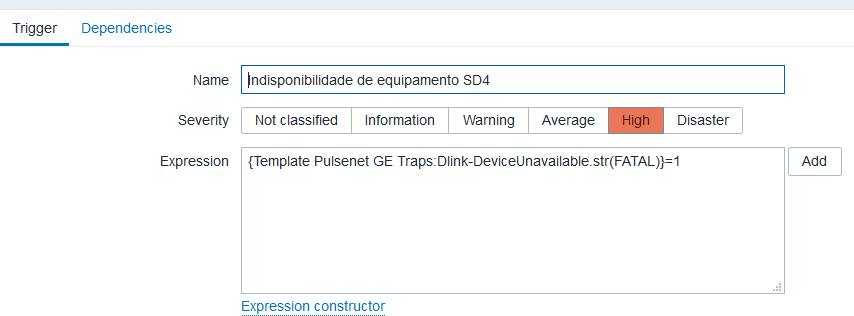 Trigger Dependencies
Name Indisponibilidade de equipamento SD4
Severity Not classified Information Warning Average High Disaster
Expression {Template Pulsenet GE Traps:Dlink-DeviceUnavailable.str(FATAL)}=1 Add
Expression constructor